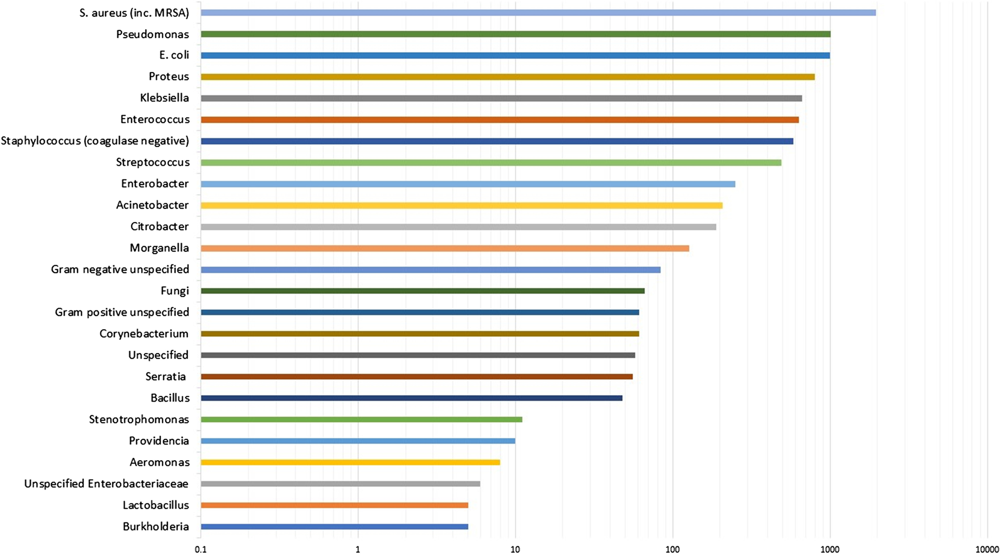 S. aureus (inc. MRSA)
Pseudomonas
E. coli
Proteus
Klebsiella
Enterococcus
Staphylococcus (coagulase negative)
Streptococcus
Enterobacter
Acinetobacter
Citrobacter
Morganella
Gram negative unspecified
Fungi
Gram positive unspecified
Corynebacterium
Unspecified
Serratia
Bacillus
Stenotrophomonas
Providencia
Aeromonas
Unspecified Enterobacteriaceae
Lactobacillus
Burkholderia
0.1 1 10 100 1000 10000